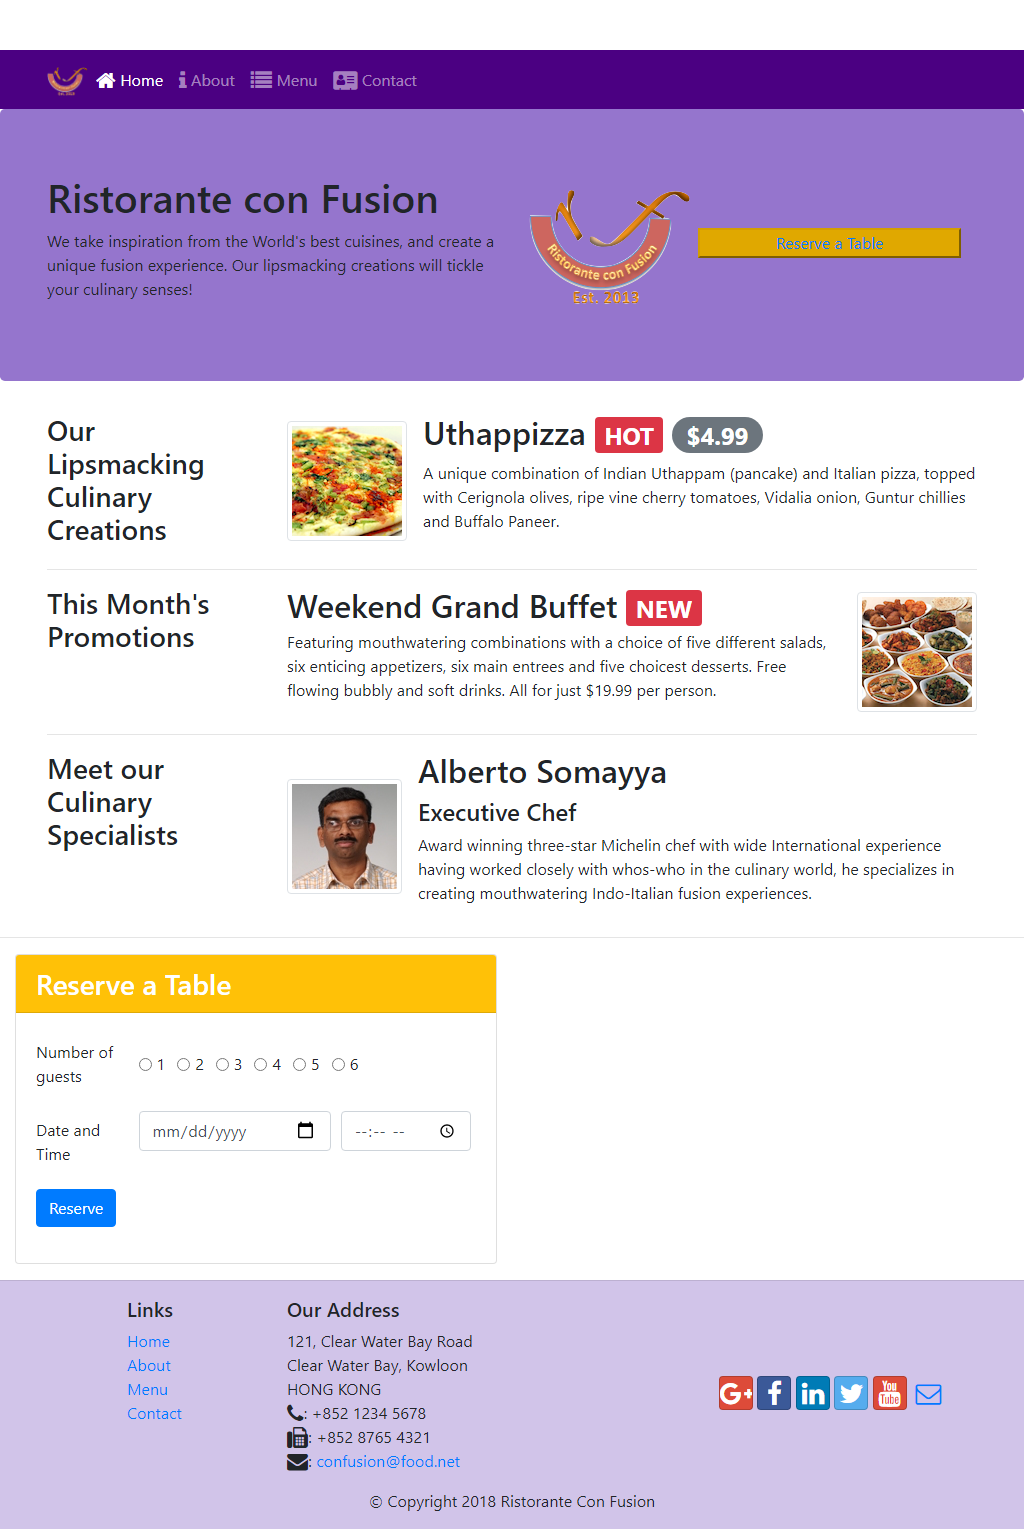 Home About Menu Contact
Ristorante con Fusion
We take inspiration from the World's best cuisines, and create a
unique fusion experience. Our lipsmacking creations will tickle
your culinary senses!
Ristorante con Fusion
Est. 2013
Reserve a Table
Our
Lipsmacking
Culinary
Creations
Uthappizza HOT $4.99
A unique combination of Indian Uthappam (pancake) and Italian pizza, topped
with Cerignola olives, ripe vine cherry tomatoes, Vidalia onion, Guntur chillies
and Buffalo Paneer.
This Month's
Promotions
Weekend Grand Buffet NEW
Featuring mouthwatering combinations with a choice of five different salads,
six enticing appetizers, six main entrees and five choicest desserts. Free
flowing bubbly and soft drinks. All for just $19.99 per person.
Meet our
Culinary
Specialists
Alberto Somayya
Executive Chef
Award winning three-star Michelin chef with wide International experience
having worked closely with whos-who in the culinary world, he specializes in
creating mouthwatering Indo-Italian fusion experiences.
Reserve a Table
Number of
guests
1 2 3 4 5 6
Date and
Time
mm/dd/yyyy --:-- --
Reserve
Links
Home
About
Menu
Contact
Our Address
121, Clear Water Bay Road
Clear Water Bay, Kowloon
HONG KONG
: +852 1234 5678
: +852 8765 4321
: confusion@food.net
G+ f in You Tube
© Copyright 2018 Ristorante Con Fusion